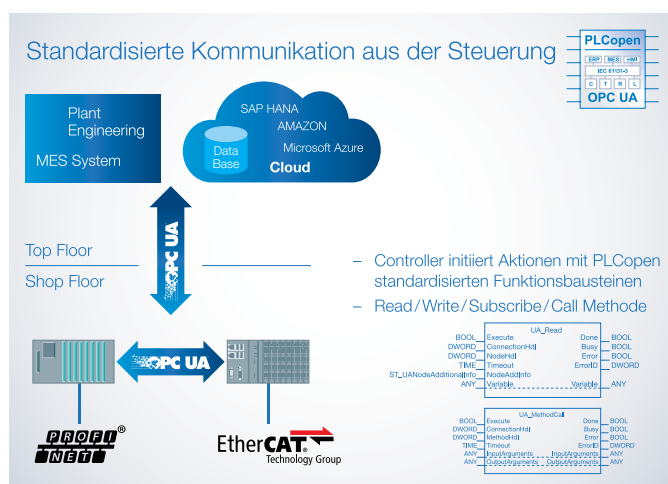 Standardisierte Kommunikation aus der Steuerung
PLCopen
ERP MES HMI
IEC 61131-3
C T R L
OPC UA
Plant
Engineering
MES System
SAP HANA
AMAZON
Microsoft Azure
Data
Base
Cloud
OPC UA
Top Floor
Shop Floor
– Controller initiiert Aktionen mit PLCopen
standardisierten Funktionsbausteinen
– Read/Write/Subscribe/Call Methode
OPC UA
PROFI
NET®
EtherCAT
Technology Group
UA_Read
BOOL Execute Done BOOL
DWORD ConnectionHdl Busy BOOL
DWORD NodeHdl Error BOOL
TIME Timeout ErrorID DWORD
ST_UANodeAdditionalInfo NodeAddInfo
ANY Variable Variable ANY
UA_MethodCall
BOOL Execute Done BOOL
DWORD ConnectionHdl Busy BOOL
DWORD MethodHdl Error BOOL
TIME Timeout ErrorID DWORD
ANY InputArguments InputArguments ANY
ANY OutputArguments OutputArguments ANY